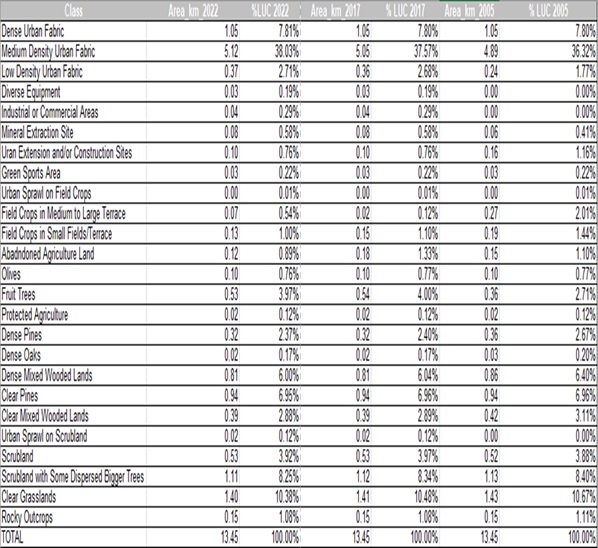 Class Area_km_2022 %LUC 2022 Area_km_2017 % LUC 2017 Area_km_2005 % LUC 2005
Dense Urban Fabric 1.05 7.81% 1.05 7.80% 1.05 7.80%
Medium Density Urban Fabric 5.12 38.03% 5.05 37.57% 4.89 36.32%
Low Density Urban Fabric 0.37 2.71% 0.36 2.68% 0.24 1.77%
Diverse Equipment 0.03 0.19% 0.03 0.19% 0.00 0.00%
Industrial or Commercial Areas 0.04 0.29% 0.04 0.29% 0.00 0.00%
Mineral Extraction Site 0.08 0.58% 0.08 0.58% 0.06 0.41%
Uran Extension and/or Construction Sites 0.10 0.76% 0.10 0.76% 0.16 1.16%
Green Sports Area 0.03 0.22% 0.03 0.22% 0.03 0.22%
Urban Sprawl on Field Crops 0.00 0.01% 0.00 0.01% 0.00 0.01%
Field Crops in Medium to Large Terrace 0.07 0.54% 0.02 0.12% 0.27 2.01%
Field Crops in Small Fields/Terrace 0.13 1.00% 0.15 1.10% 0.19 1.44%
Abadndoned Agriculture Land 0.12 0.89% 0.18 1.33% 0.15 1.10%
Olives 0.10 0.76% 0.10 0.77% 0.10 0.77%
Fruit Trees 0.53 3.97% 0.54 4.00% 0.36 2.71%
Protected Agriculture 0.02 0.12% 0.02 0.12% 0.02 0.12%
Dense Pines 0.32 2.37% 0.32 2.40% 0.36 2.67%
Dense Oaks 0.02 0.17% 0.02 0.17% 0.03 0.20%
Dense Mixed Wooded Lands 0.81 6.00% 0.81 6.04% 0.86 6.40%
Clear Pines 0.94 6.95% 0.94 6.96% 0.94 6.96%
Clear Mixed Wooded Lands 0.39 2.88% 0.39 2.89% 0.42 3.11%
Urban Sprawl on Scrubland 0.02 0.12% 0.02 0.12% 0.00 0.00%
Scrubland 0.53 3.92% 0.53 3.97% 0.52 3.88%
Scrubland with Some Dispersed Bigger Trees 1.11 8.25% 1.12 8.34% 1.13 8.40%
Clear Grasslands 1.40 10.38% 1.41 10.48% 1.43 10.67%
Rocky Outcrops 0.15 1.08% 0.15 1.08% 0.15 1.11%
TOTAL 13.45 100.00% 13.45 100.00% 13.45 100.00%